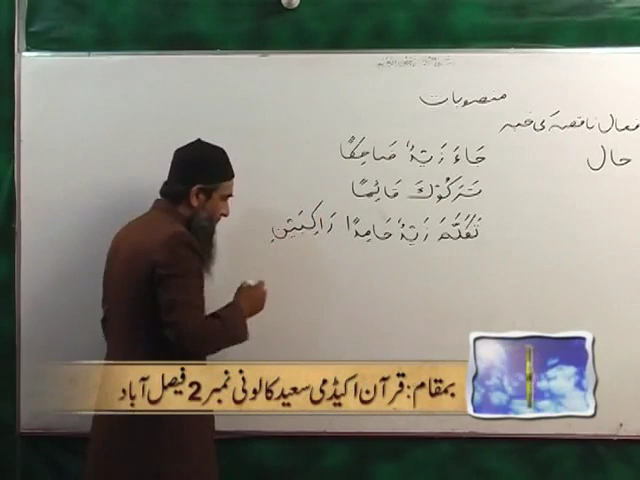 منصوبات
افعال ناقصہ کی خبر
حال
جَاءَ زَيْدٌ ضَاحِكًا
تَرَكُوْكَ قَائِمًا
زَيْدٌ حَامِدًا رَاكِبَيْنِ
بمقام: قرآن اکیڈمی سعید کالونی نمبر 2 فیصل آباد